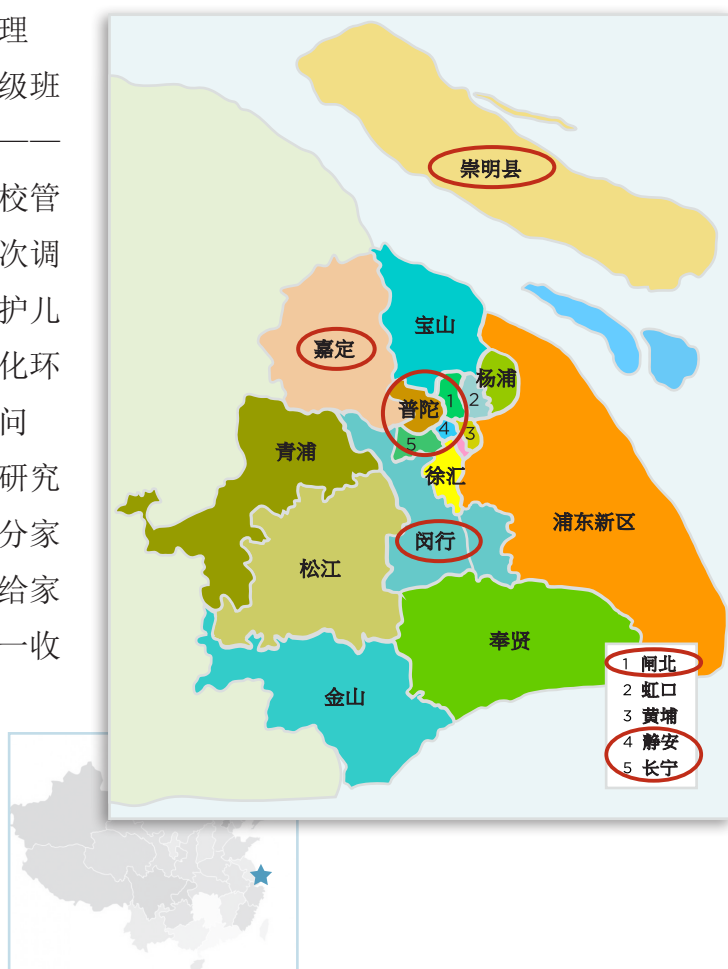 理
级班
——
校管
次调
护儿
化环
问
研究
分家
给家
一收
崇明县
宝山
嘉定
杨浦
普陀
1
2
4
3
5
青浦
徐汇
浦东新区
闵行
松江
奉贤
金山
1 闸北
2 虹口
3 黄埔
4 静安
5 长宁